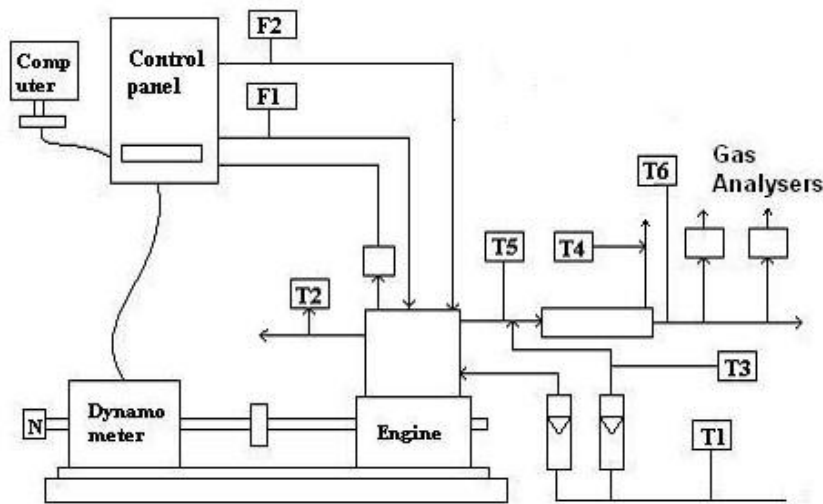 F2
Comp
uter
Control
panel
F1
Gas
Analysers
T6
T5
T4
T2
T3
N
Dynamo
meter
Engine
T1